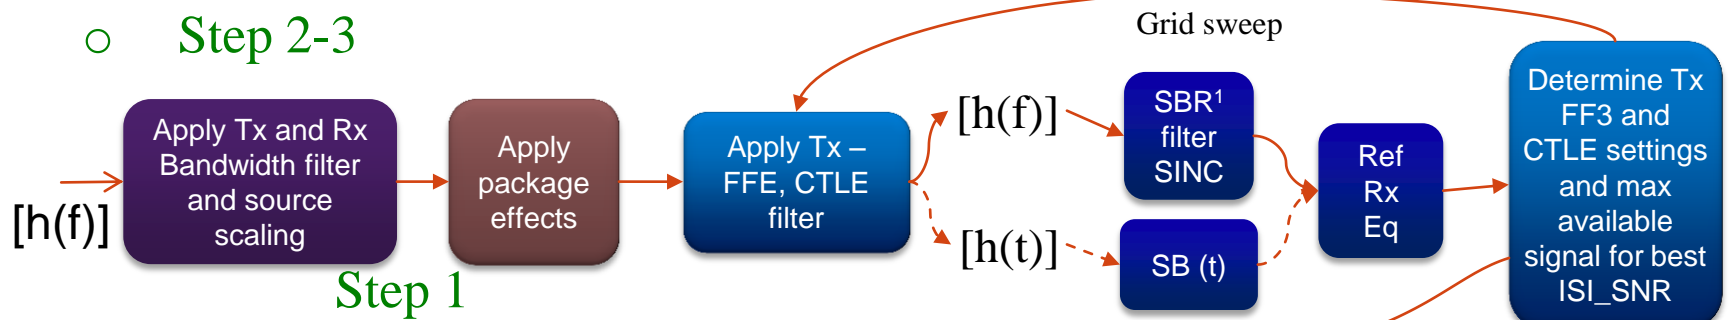 Step 2-3
Grid sweep
[h(f)]
Apply Tx and Rx
Bandwidth filter
and source
scaling
Step 1
Apply
package
effects
Apply Tx –
FFE, CTLE
filter
[h(f)]
[h(t)]
SBR¹
filter
SINC
SB (t)
Ref
Rx
Eq
Determine Tx
FF3 and
CTLE settings
and max
available
signal for best
ISI_SNR